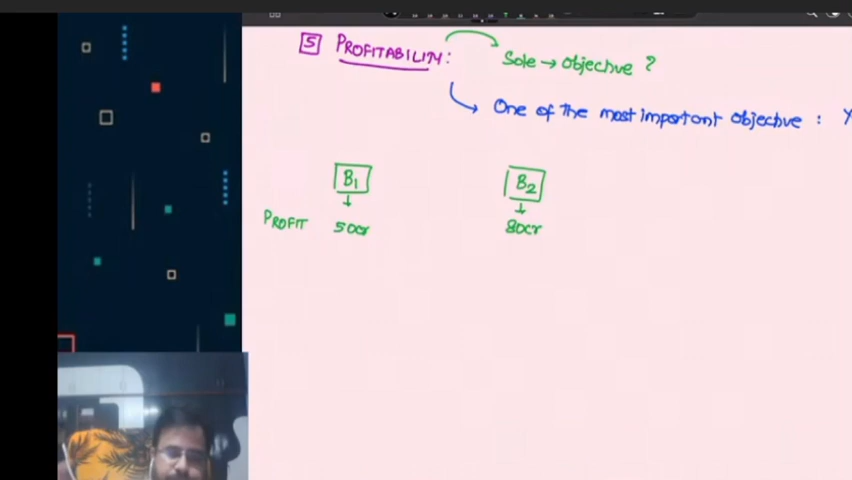 5 PROFITABILITY:
Sole → Objective ?
One of the most important Objective :
B1 B2
PROFIT 50cr 80cr